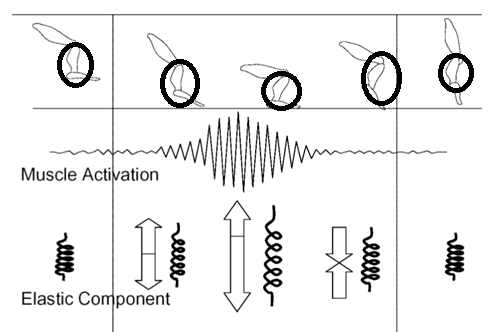 Muscle Activation
Elastic Component